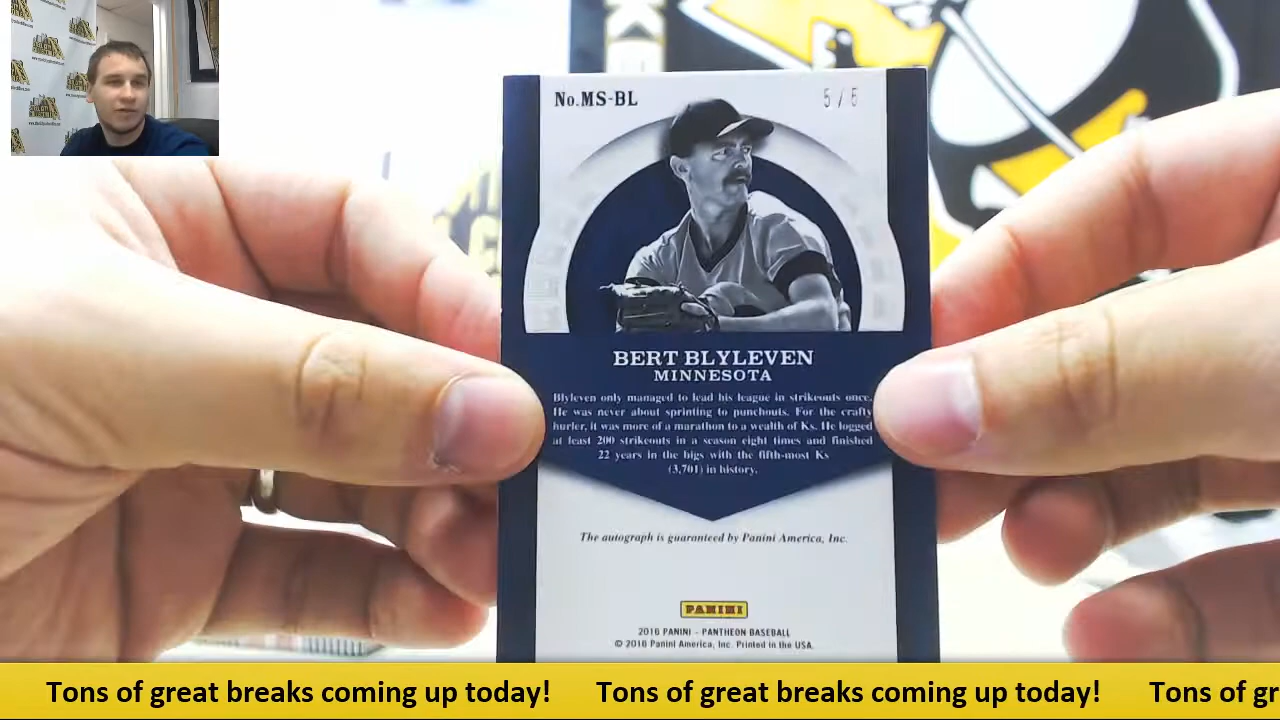 No.MS-BL
5/5
BERT BLYLEVEN
MINNESOTA
Blyleven only managed to lead his league in strikeouts once.
He was never about sprinting to punchouts. For the crafty
hurler, it was more of a marathon to a wealth of Ks. He logged
at least 200 strikeouts in a season eight times and finished
22 years in the bigs with the fifth-most Ks
(3,701) in history.
The autograph is guaranteed by Panini America, Inc.
PANINI
2016 PANINI - PANTHEON BASEBALL
© 2016 Panini America, Inc. Printed in the USA.
Tons of great breaks coming up today! Tons of great breaks coming up today! Tons of gr